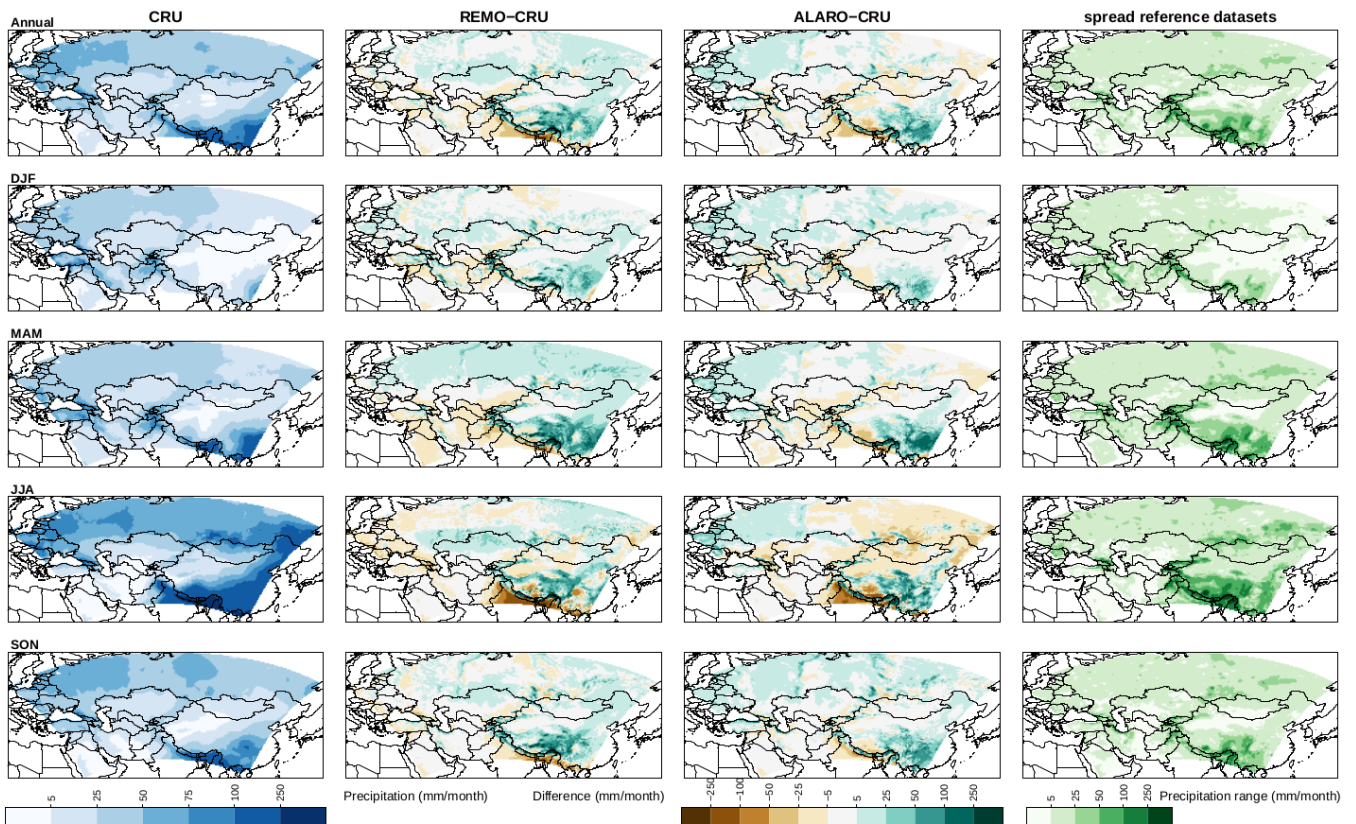 Annual CRU REMO−CRU ALARO−CRU spread reference datasets
DJF
MAM
JJA
SON
Precipitation (mm/month) Difference (mm/month) Precipitation range (mm/month)
5 25 50 75 100 250
−250 −100 −50 −25 −5 5 25 50 100 250
5 25 50 100 250